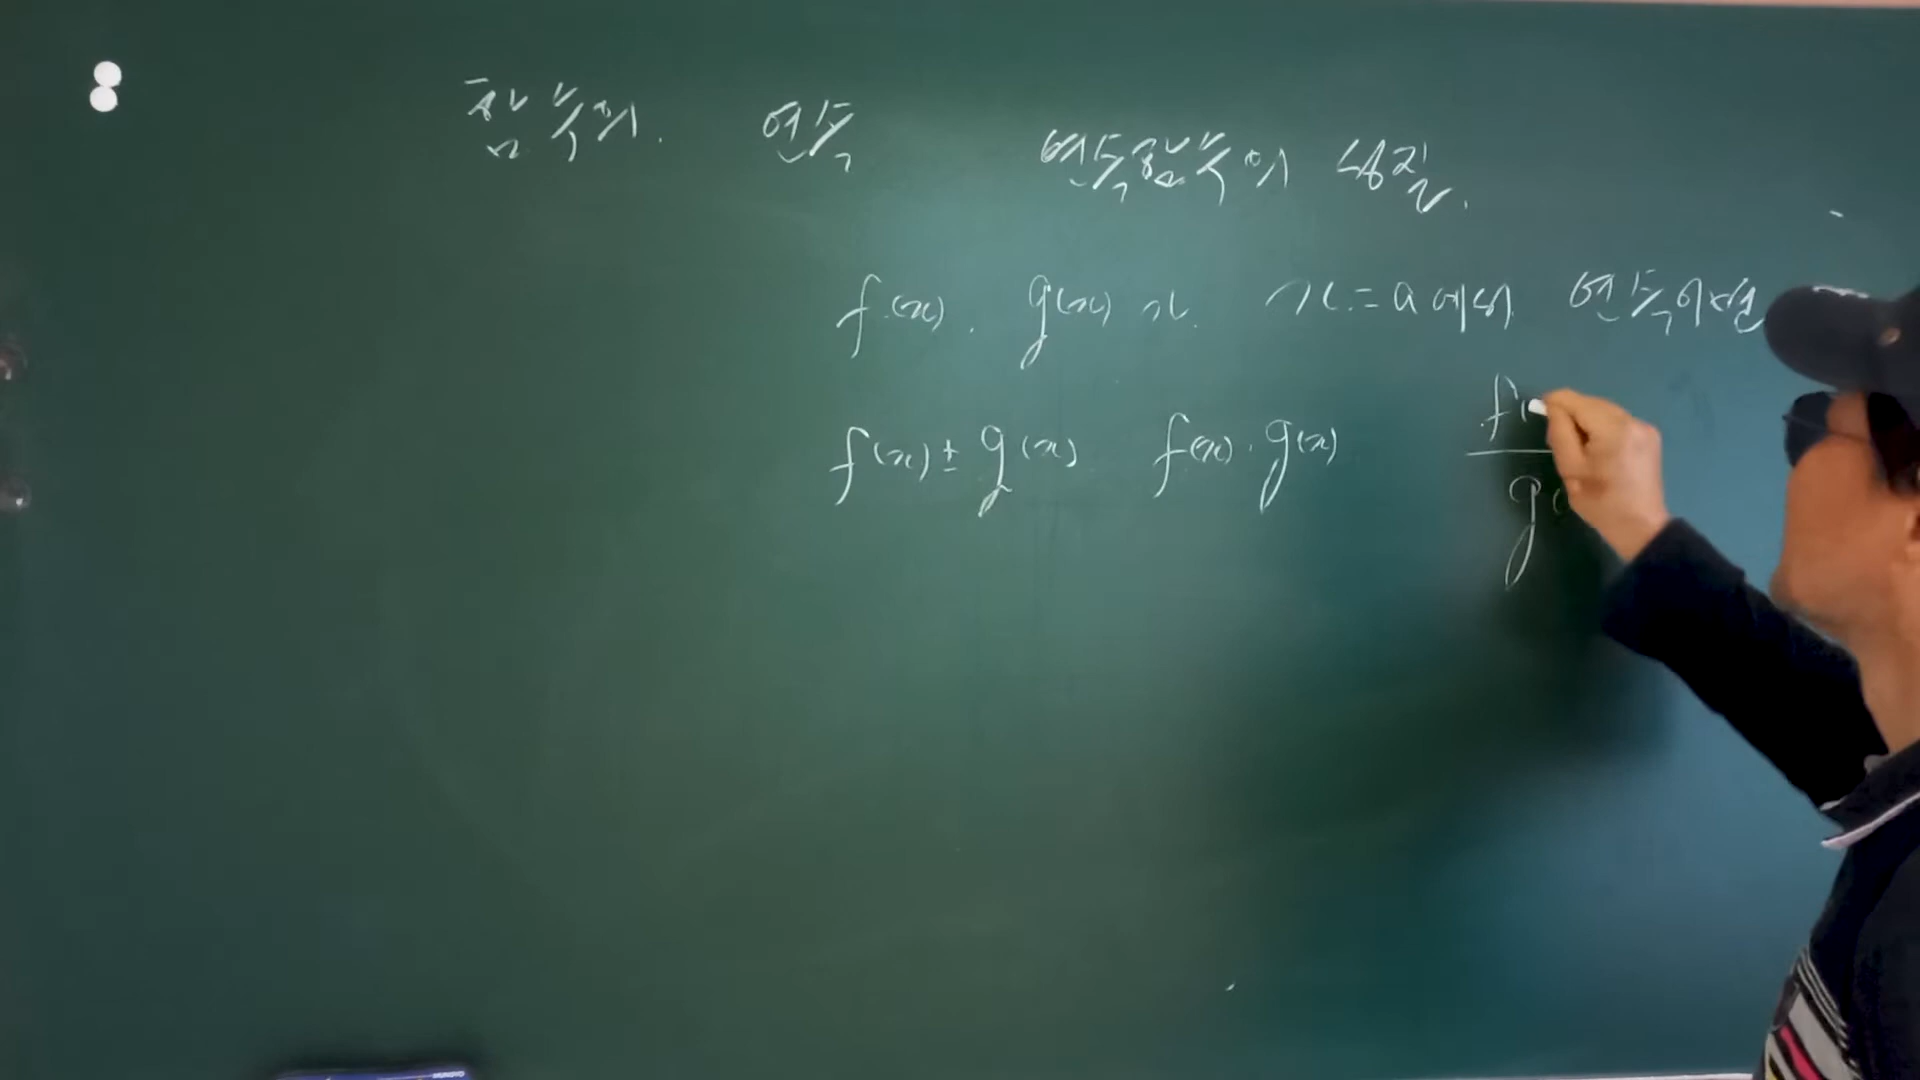 함수의 연속 연속함수의 성질.
f(x). g(x)가 x = a 에서 연속이면
f(x) ± g(x) f(x)·g(x) f( / g(